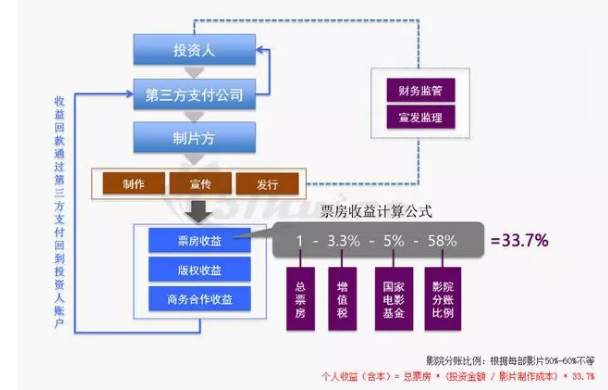 投资人
第三方支付公司
制片方
财务监管
宣发监理
制作 宣传 发行
收益回款通过第三方支付回到投资人账户
票房收益计算公式
票房收益
版权收益
商务合作收益
1 - 3.3% - 5% - 58% =33.7%
总票房
增值税
国家电影基金
影院分账比例
影院分账比例：根据每部影片50%-60%不等
个人收益（含本）= 总票房 *（投资金额 / 影片制作成本）* 33.7%